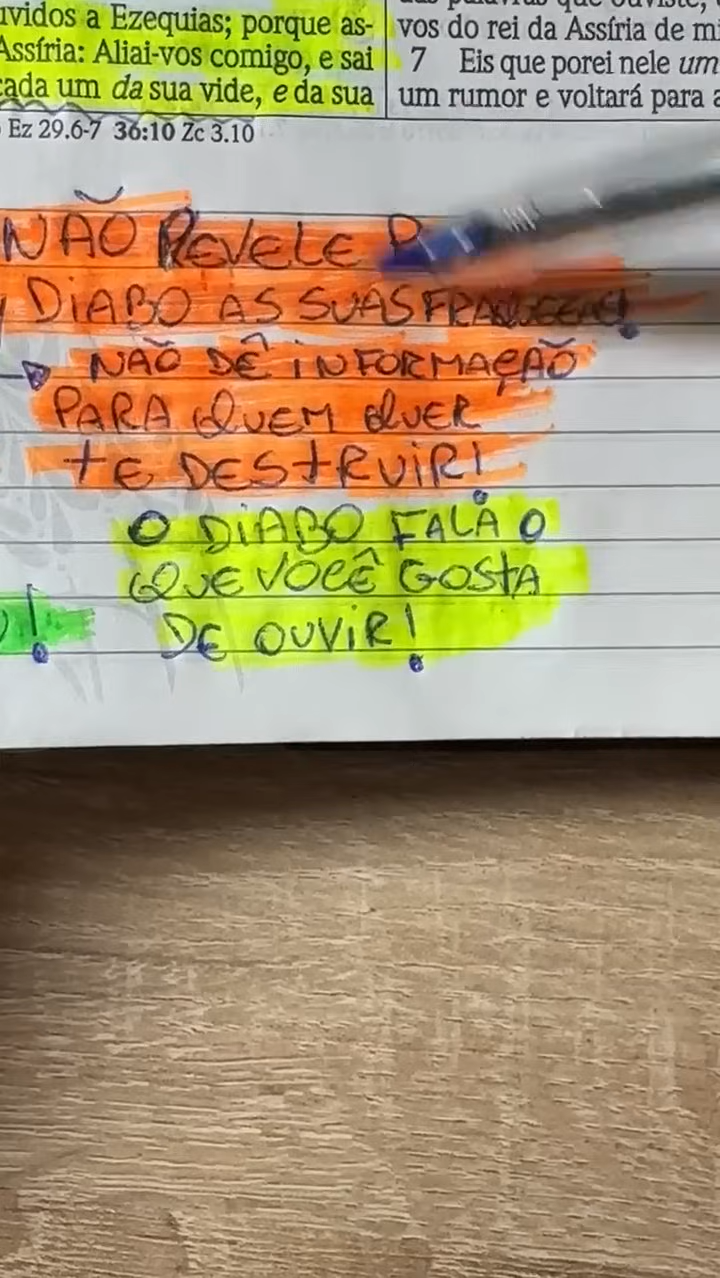 uvidos a Ezequias; porque as-
Assíria: Aliai-vos comigo, e sai
cada um da sua vide, e da sua
Ez 29.6-7 36:10 Zc 3.10
vos do rei da Assíria de
7 Eis que porei nele um
um rumor e voltará para a
NÃO REVELE P
DIABO AS SUAS FRAQUEZAS!
NÃO DÊ INFORMAÇÃO
PARA QUEM QUER
TE DESTRUIR!
O DIABO FALA O
QUE VOCÊ GOSTA
DE OUVIR!
!